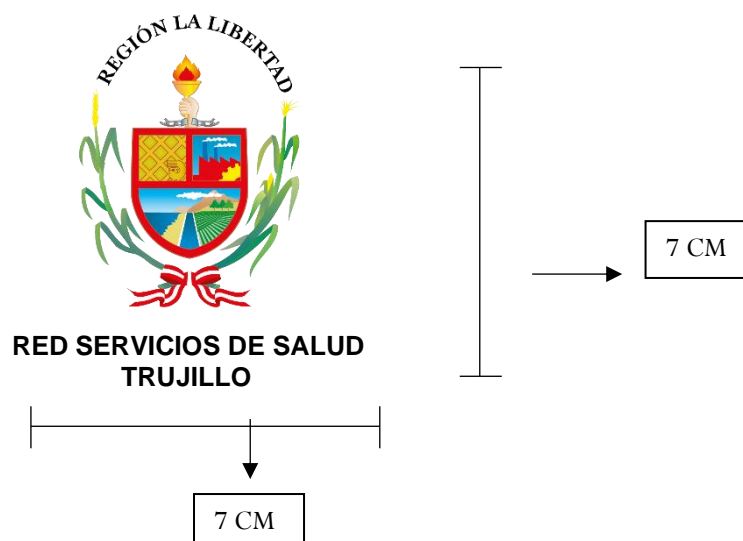 REGIÓN LA LIBERTAD
7 CM
RED SERVICIOS DE SALUD
TRUJILLO
7 CM